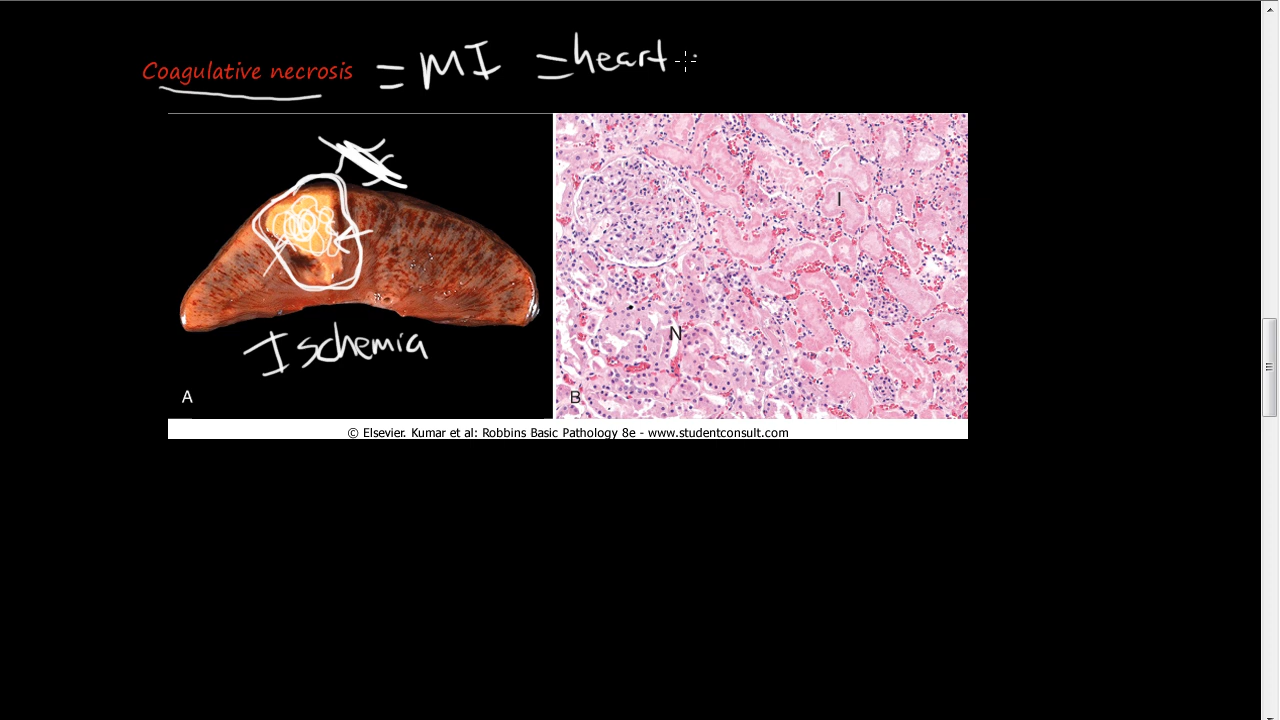 Coagulative necrosis = MI = heart
I
N
Ischemia
A
B
© Elsevier. Kumar et al: Robbins Basic Pathology 8e - www.studentconsult.com